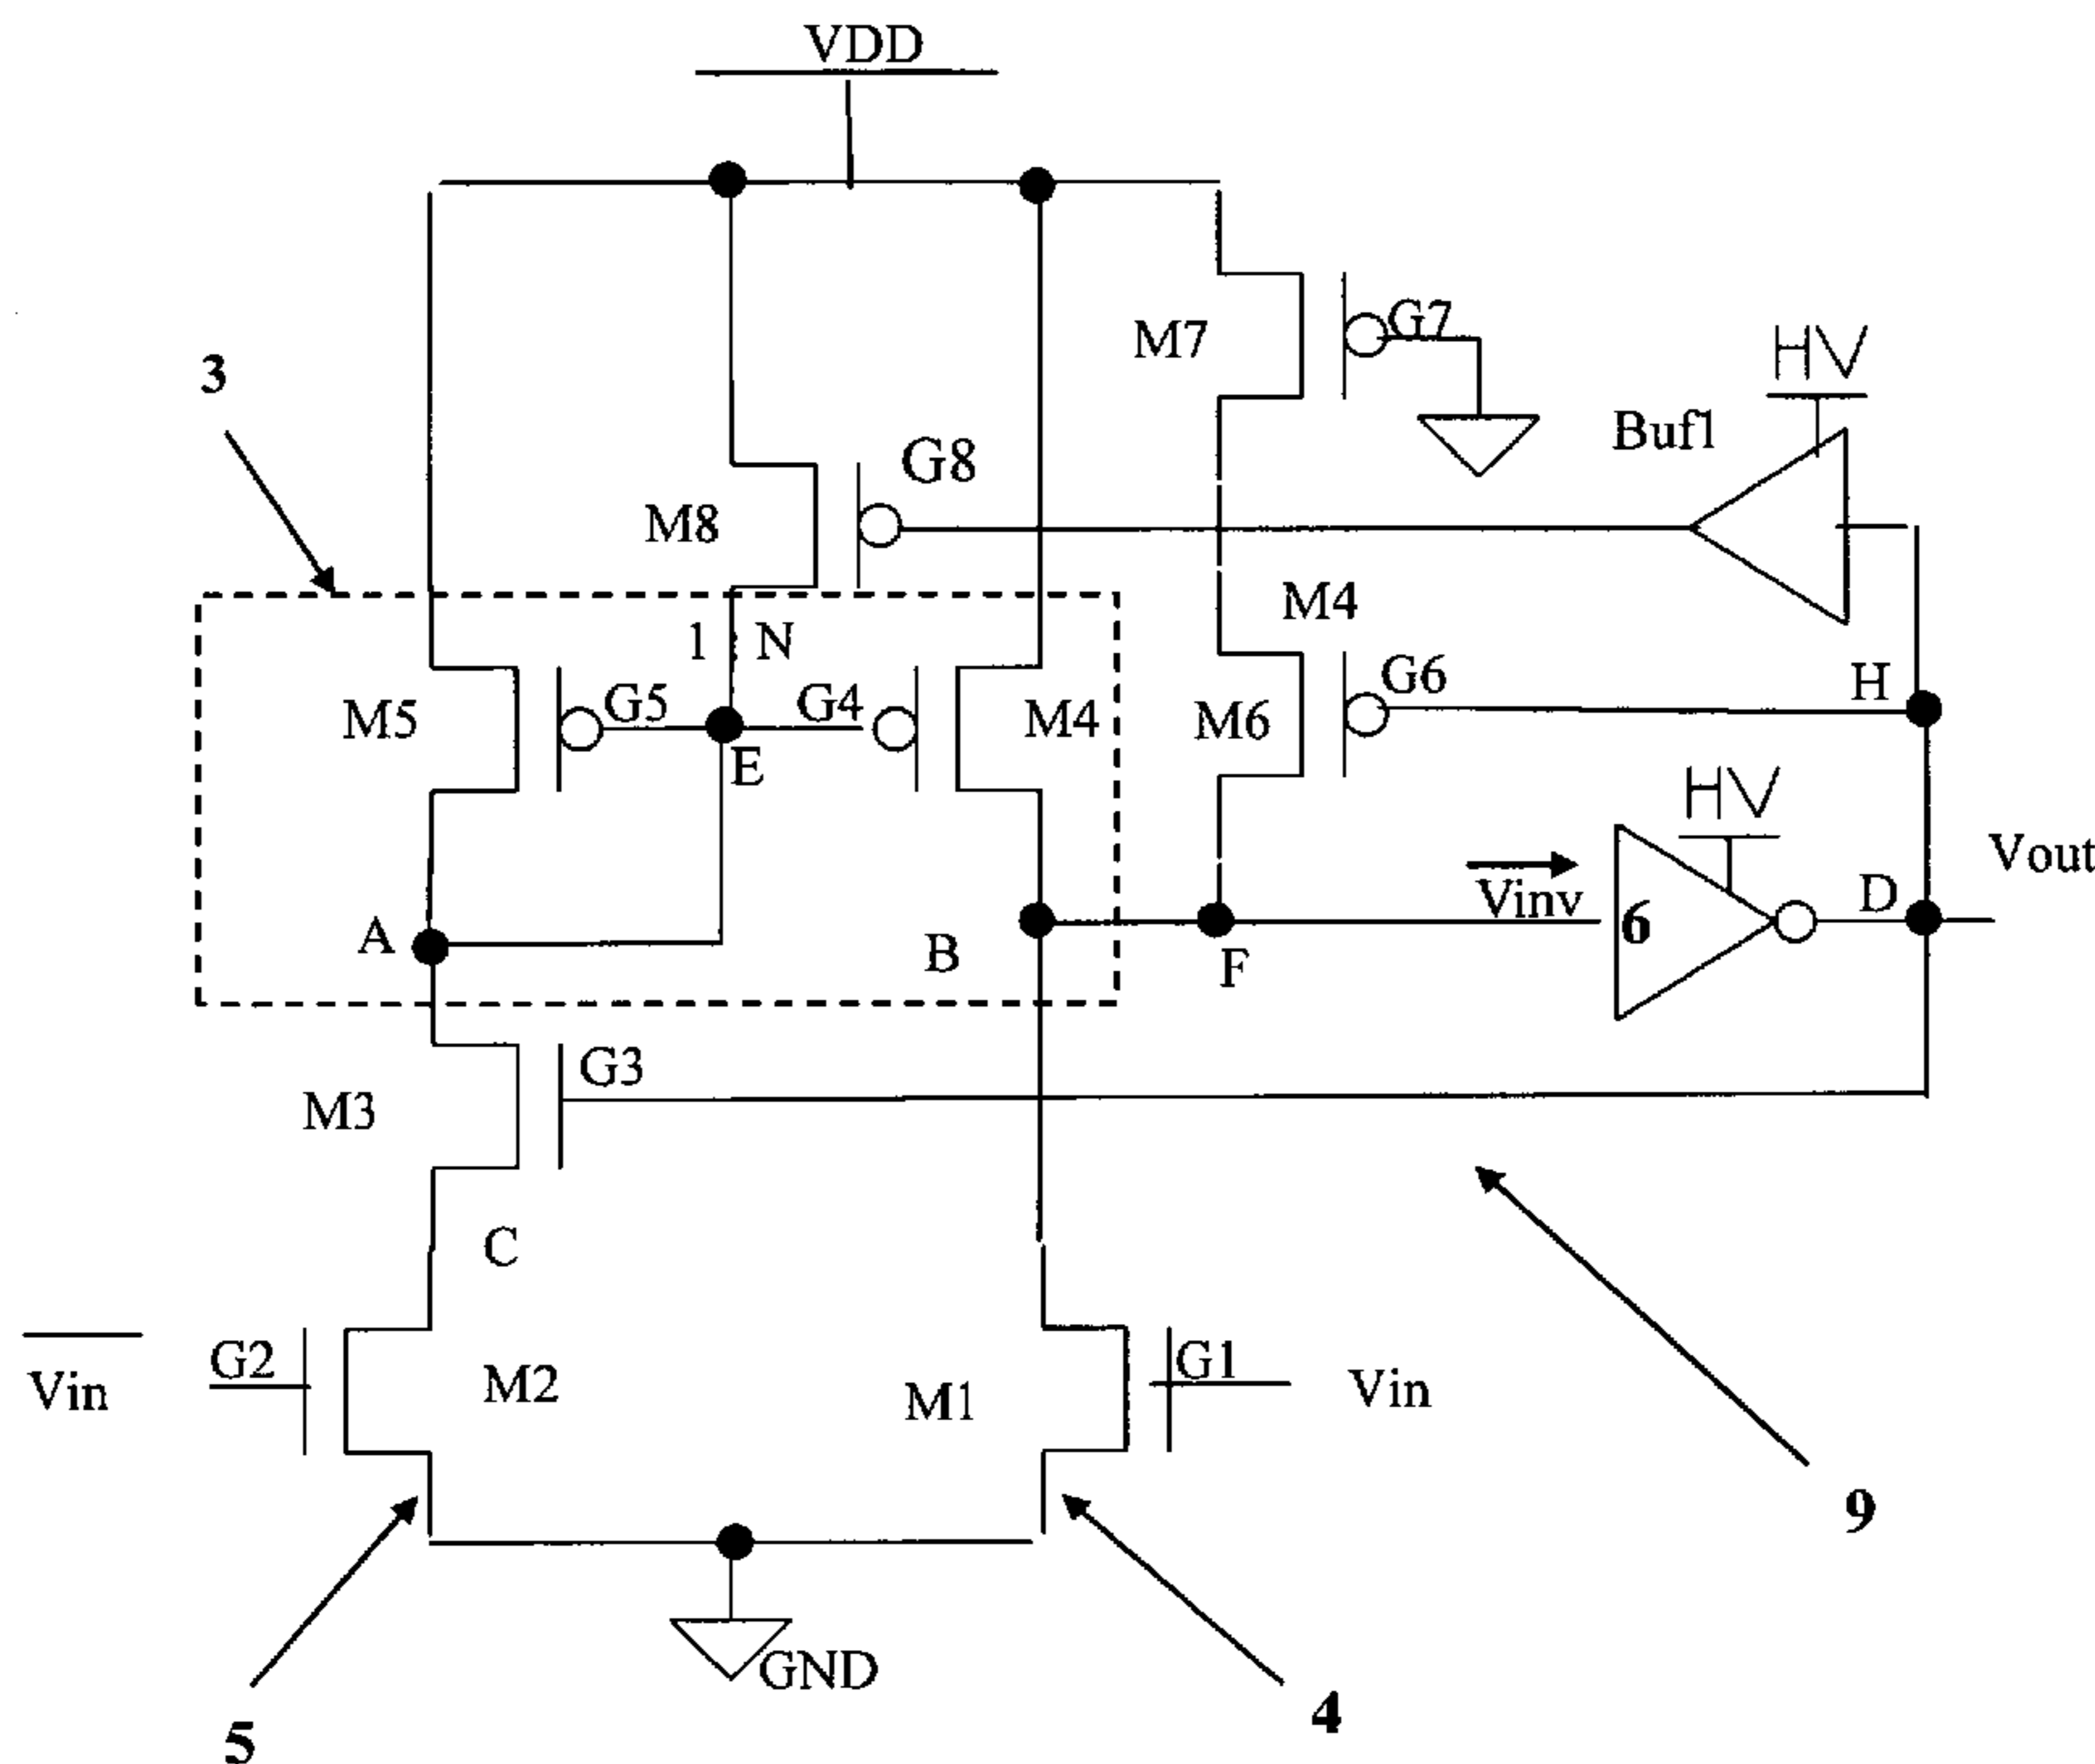 VDD
3
M7
G7
HV
Buf1
G8
M8
M4
1 : N
H
G5
G4
G6
M5
M4
M6
E
HV
Vout
Vinv
6
D
A
B
F
G3
M3
C
Vin
G2
M2
M1
G1
Vin
9
GND
5
4